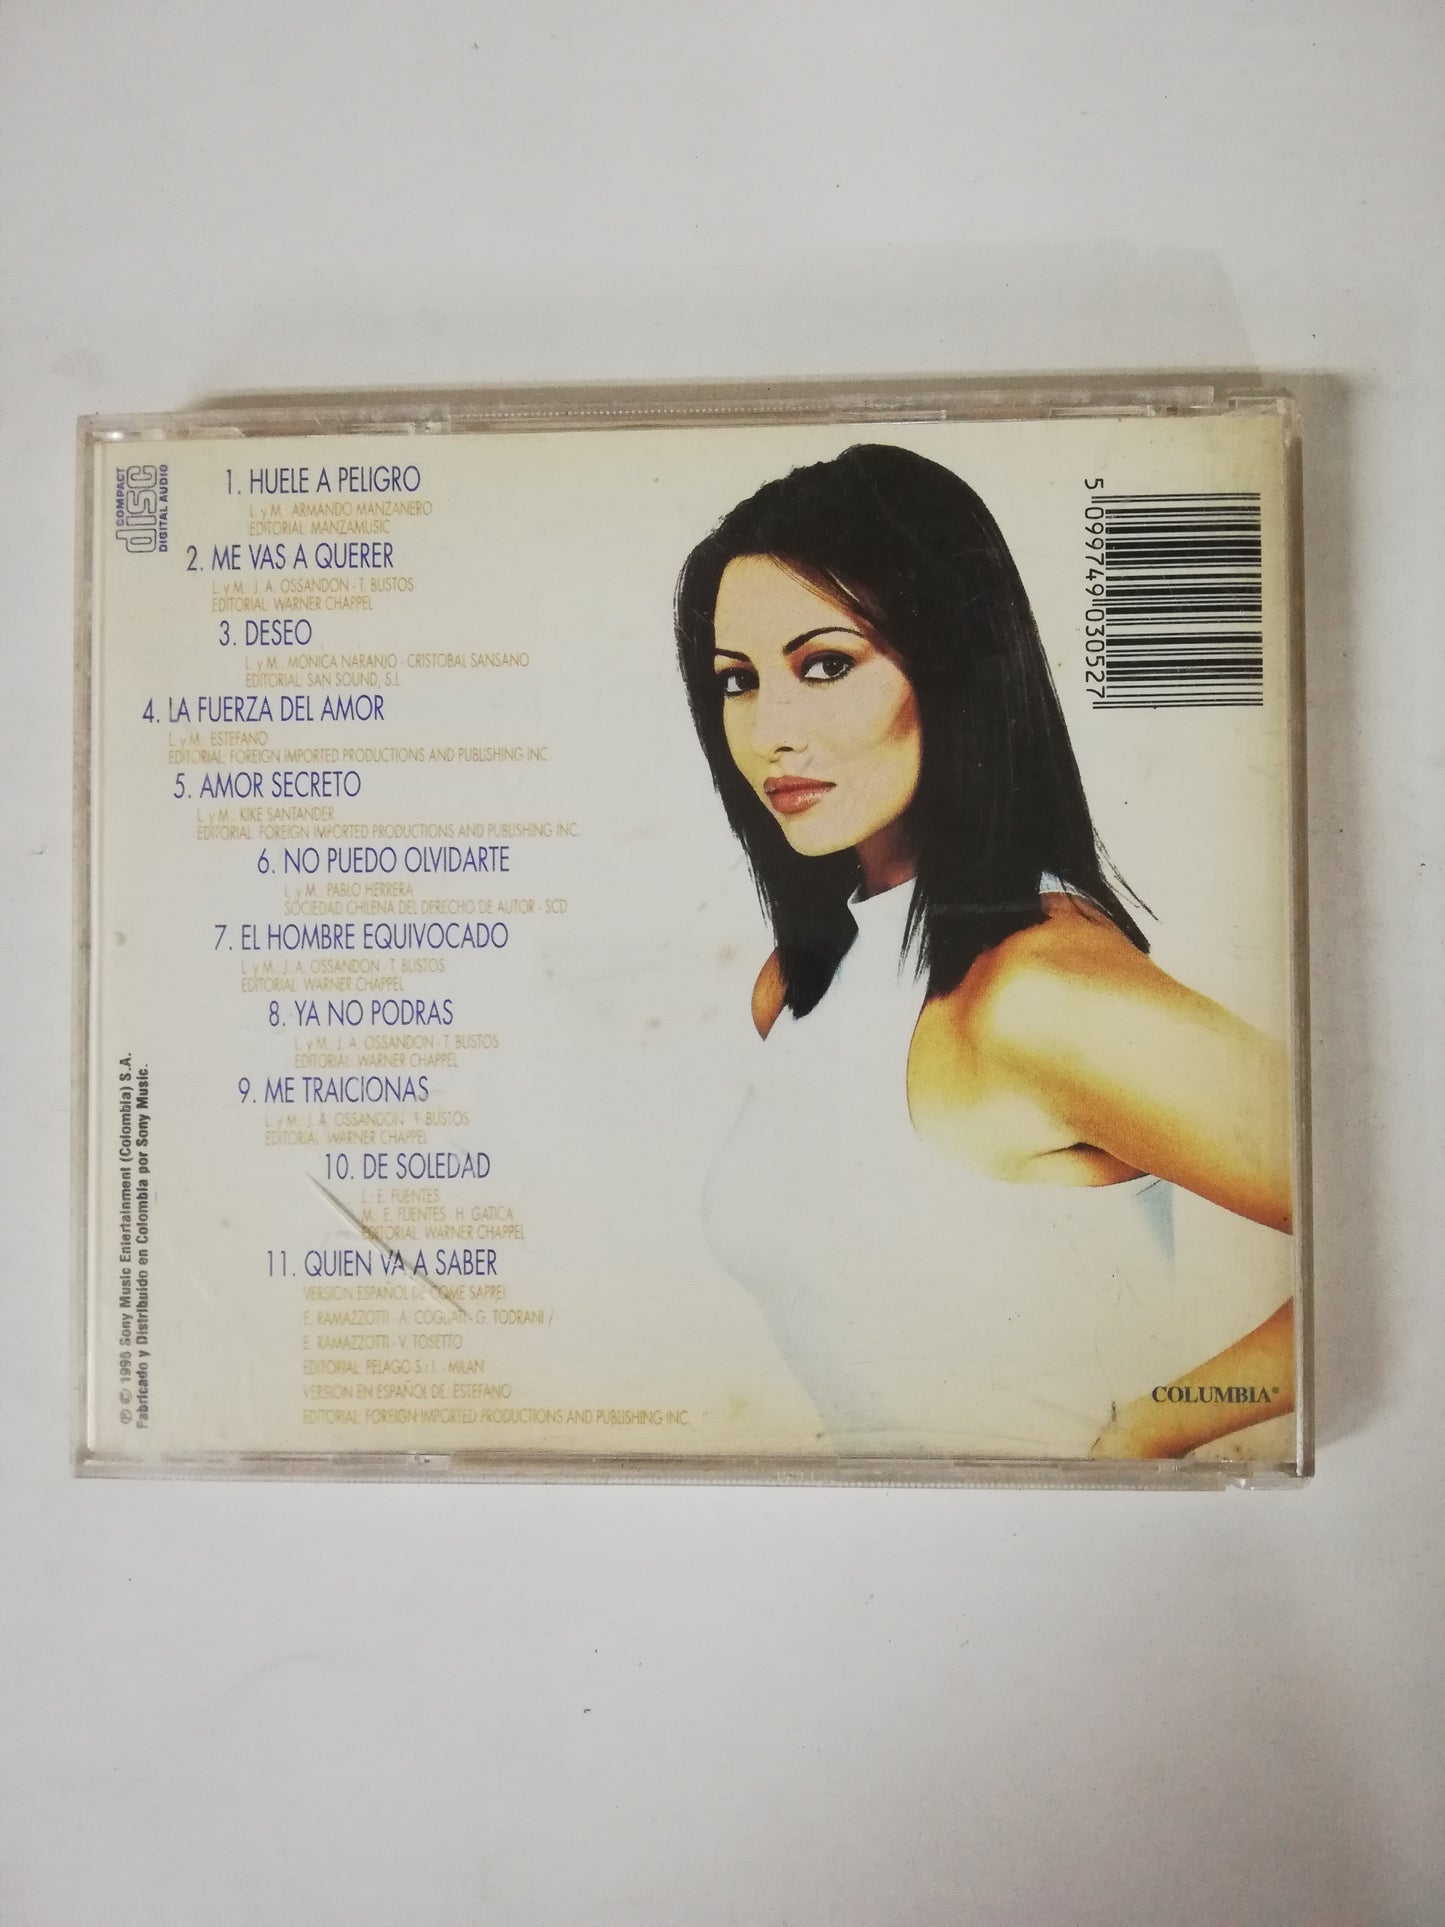 COMPACT
disc
DIGITAL AUDIO
1. HUELE A PELIGRO
L. y M.: ARMANDO MANZANERO
EDITORIAL: MANZAMUSIC
2. ME VAS A QUERER
L. y M.: J. A. OSSANDON - T. BUSTOS
EDITORIAL: WARNER CHAPPEL
3. DESEO
L. y M.: MONICA NARANJO - CRISTOBAL SANSANO
EDITORIAL: SAN SOUND, S.L.
4. LA FUERZA DEL AMOR
L. y M.: ESTEFANO
EDITORIAL: FOREIGN IMPORTED PRODUCTIONS AND PUBLISHING INC.
5. AMOR SECRETO
L. y M.: KIKE SANTANDER
EDITORIAL: FOREIGN IMPORTED PRODUCTIONS AND PUBLISHING INC.
6. NO PUEDO OLVIDARTE
L. y M.: PABLO HERRERA
SOCIEDAD CHILENA DEL DERECHO DE AUTOR - SCD
7. EL HOMBRE EQUIVOCADO
L. y M.: J. A. OSSANDON - T. BUSTOS
EDITORIAL: WARNER CHAPPEL
8. YA NO PODRAS
L. y M.: J. A. OSSANDON - T. BUSTOS
EDITORIAL: WARNER CHAPPEL
9. ME TRAICIONAS
L. y M.: J. A. OSSANDON - T. BUSTOS
EDITORIAL: WARNER CHAPPEL
10. DE SOLEDAD
L.: E. FUENTES
M.: E. FUENTES - H. GATICA
EDITORIAL: WARNER CHAPPEL
11. QUIEN VA A SABER
VERSION ESPAÑOL DE COME SAPREI
E. RAMAZZOTTI - A. COGLIATI - G. TODRANI /
E. RAMAZZOTTI - V. TOSETTO
EDITORIAL: PELAGO S.r.l. - MILAN
VERSION EN ESPAÑOL DE: ESTEFANO
EDITORIAL: FOREIGN IMPORTED PRODUCTIONS AND PUBLISHING INC.
℗ © 1996 Sony Music Entertainment (Colombia) S.A.
Fabricado y Distribuído en Colombia por Sony Music.
5 099749 030527
COLUMBIA®